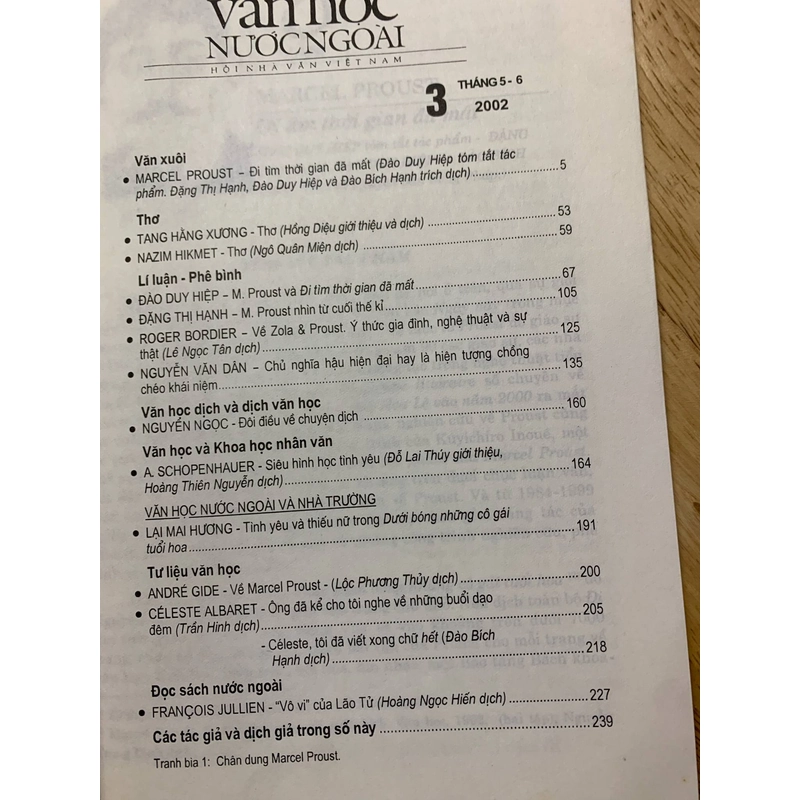 văn học
NƯỚC NGOÀI
HỘI NHÀ VĂN VIỆT NAM
3 THÁNG 5 - 6
2002
Văn xuôi
• MARCEL PROUST – Đi tìm thời gian đã mất (Đào Duy Hiệp tóm tắt tác
phẩm. Đặng Thị Hạnh, Đào Duy Hiệp và Đào Bích Hạnh trích dịch) 5
Thơ
• TANG HẰNG XƯƠNG - Thơ (Hồng Diệu giới thiệu và dịch) 53
• NAZIM HIKMET - Thơ (Ngô Quân Miện dịch) 59
Lí luận - Phê bình
• ĐÀO DUY HIỆP – M. Proust và Đi tìm thời gian đã mất 67
• ĐẶNG THỊ HẠNH – M. Proust nhìn từ cuối thế kỉ 105
• ROGER BORDIER – Về Zola & Proust. Ý thức gia đình, nghệ thuật và sự
thật (Lê Ngọc Tân dịch) 125
• NGUYỄN VĂN DÂN – Chủ nghĩa hậu hiện đại hay là hiện tượng chồng
chéo khái niệm 135
Văn học dịch và dịch văn học
• NGUYÊN NGỌC - Đôi điều về chuyện dịch 160
Văn học và Khoa học nhân văn
• A. SCHOPENHAUER - Siêu hình học tình yêu (Đỗ Lai Thúy giới thiệu,
Hoàng Thiên Nguyễn dịch) 164
VĂN HỌC NƯỚC NGOÀI VÀ NHÀ TRƯỜNG
• LẠI MAI HƯƠNG - Tình yêu và thiếu nữ trong Dưới bóng những cô gái
tuổi hoa 191
Tư liệu văn học
• ANDRÉ GIDE - Về Marcel Proust - (Lộc Phương Thủy dịch) 200
• CÉLESTE ALBARET - Ông đã kể cho tôi nghe về những buổi dạo
đêm (Trần Hinh dịch) 205
- Céleste, tôi đã viết xong chữ hết (Đào Bích
Hạnh dịch) 218
Đọc sách nước ngoài
• FRANÇOIS JULLIEN - “Vô vi” của Lão Tử (Hoàng Ngọc Hiến dịch) 227
Các tác giả và dịch giả trong số này 239
Tranh bìa 1: Chân dung Marcel Proust.